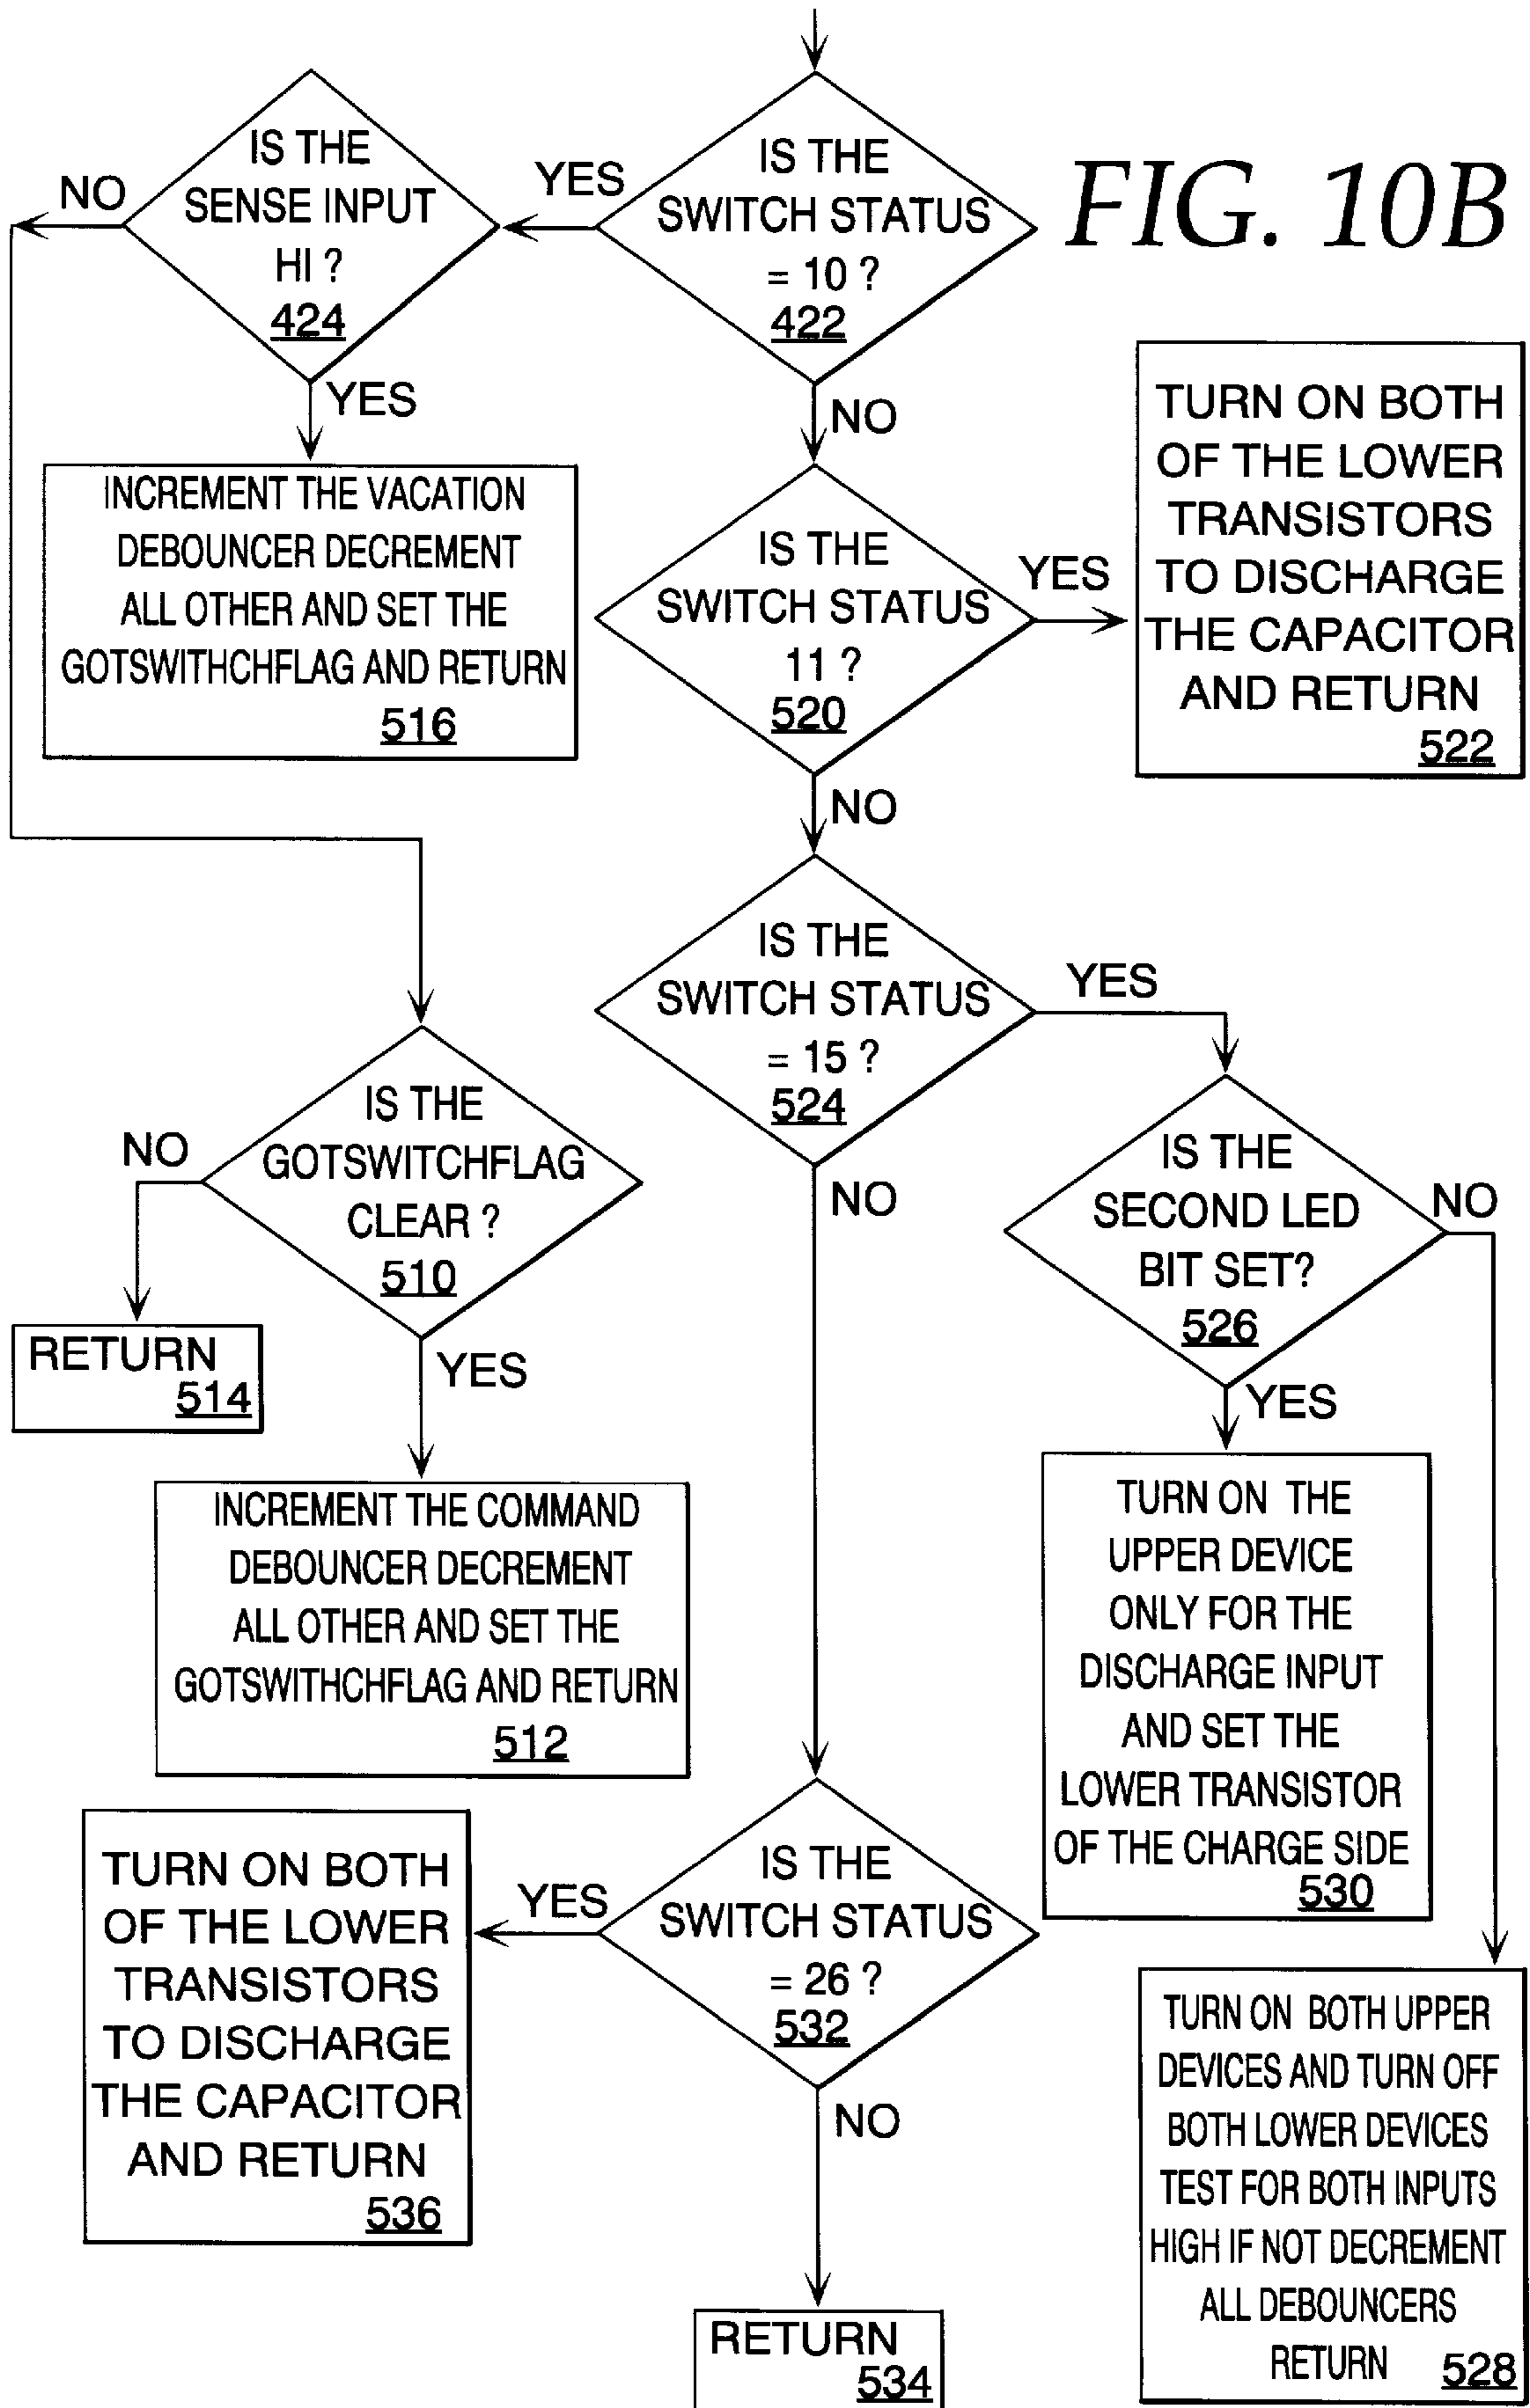 FIG. 10B
IS THE
SENSE INPUT
HI ?
424
NO
YES
YES
IS THE
SWITCH STATUS
= 10 ?
422
NO
INCREMENT THE VACATION
DEBOUNCER DECREMENT
ALL OTHER AND SET THE
GOTSWITHCHFLAG AND RETURN
516
IS THE
SWITCH STATUS
11 ?
520
YES
NO
TURN ON BOTH
OF THE LOWER
TRANSISTORS
TO DISCHARGE
THE CAPACITOR
AND RETURN
522
IS THE
SWITCH STATUS
= 15 ?
524
YES
NO
IS THE
GOTSWITCHFLAG
CLEAR ?
510
NO
YES
RETURN
514
INCREMENT THE COMMAND
DEBOUNCER DECREMENT
ALL OTHER AND SET THE
GOTSWITHCHFLAG AND RETURN
512
IS THE
SECOND LED
BIT SET?
526
NO
YES
TURN ON THE
UPPER DEVICE
ONLY FOR THE
DISCHARGE INPUT
AND SET THE
LOWER TRANSISTOR
OF THE CHARGE SIDE
530
IS THE
SWITCH STATUS
= 26 ?
532
YES
NO
TURN ON BOTH
OF THE LOWER
TRANSISTORS
TO DISCHARGE
THE CAPACITOR
AND RETURN
536
RETURN
534
TURN ON BOTH UPPER
DEVICES AND TURN OFF
BOTH LOWER DEVICES
TEST FOR BOTH INPUTS
HIGH IF NOT DECREMENT
ALL DEBOUNCERS
RETURN 528